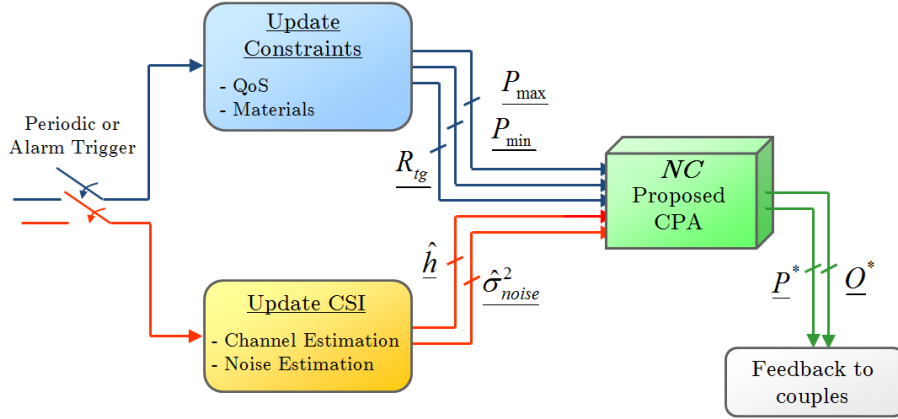 Update
Constraints
- QoS
- Materials
Periodic or
Alarm Trigger
P_max
P_min
R_tg
NC
Proposed
CPA
ĥ
σ̂²_noise
Update CSI
- Channel Estimation
- Noise Estimation
P*
O*
Feedback to
couples